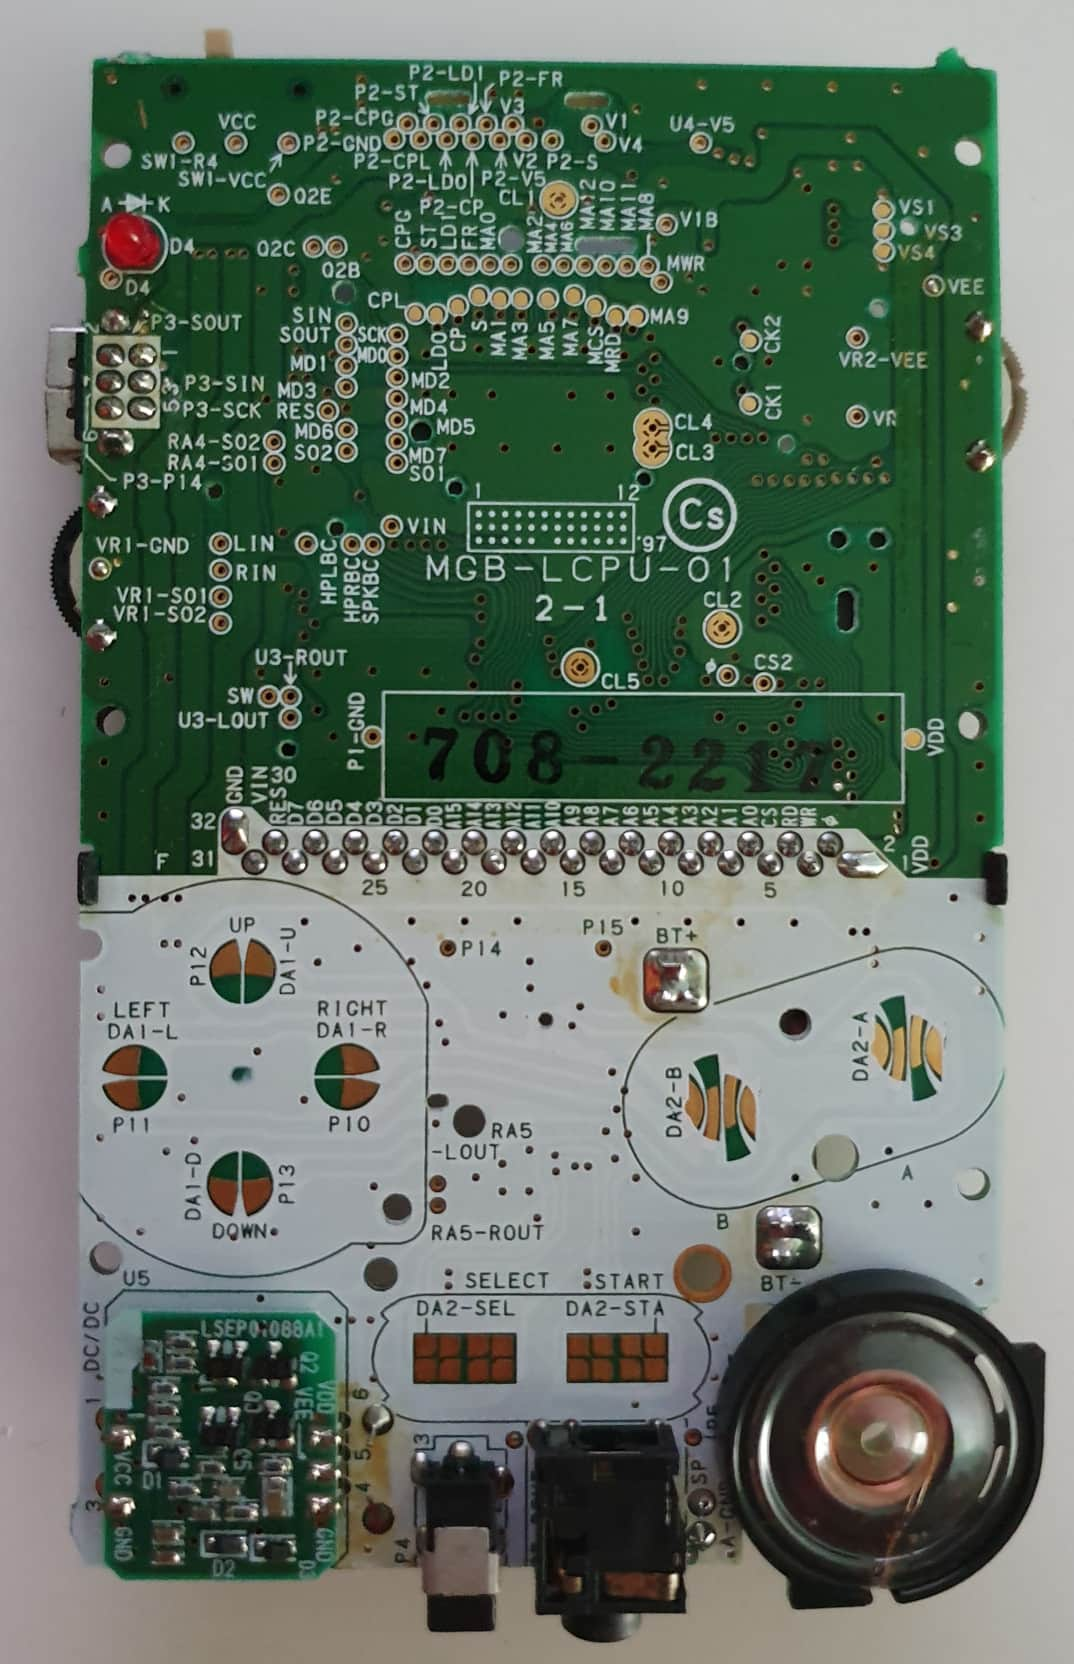 P2-LD1 P2-FR
P2-ST
V3
P2-CPG
VCC
P2-GND
V1
U4-V5
V4
SW1-R4
SW1-VCC
P2-CPL
V2 P2-S
P2-LD0
P2-V5
CL1
Q2E
P2-CP
A K
D4
CPG
ST
LD1
FR
MA0
MA2
MA4
MA6
MA12
MA10
MA11
MA8
V1B
VS1
VS3
VS4
Q2C
Q2B
MWR
D4
VEE
CPL
LD0
CP
S
MA1
MA3
MA5
MA7
MCS
MRD
MA9
P3-SOUT
SIN
SOUT
SCK
MD0
CK2
VR2-VEE
MD1
P3-SIN
MD3
MD2
P3-SCK
RES
MD4
CK1
VR
MD6
MD5
CL4
RA4-SO2
SO2
MD7
CL3
RA4-SO1
SO1
P3-P14
1 12
Cs
VIN
'97
VR1-GND
LIN
RIN
HPLBC
HPRBC
SPKBC
MGB-LCPU-01
2-1
VR1-SO1
VR1-SO2
CL2
U3-ROUT
CL5
φ
CS2
SW
U3-LOUT
P1-GND
708-2217
VDD
GND
VIN
30
RES
D7
D6
D5
D4
D3
D2
D1
D0
A15
A14
A13
A12
A11
A10
A9
A8
A7
A6
A5
A4
A3
A2
A1
A0
CS
RD
WR
φ
32
2
F 31
1
VDD
25 20 15 10 5
UP
P12
DA1-U
P14
P15
BT+
LEFT
DA1-L
RIGHT
DA1-R
DA2-A
DA2-B
P11
P10
RA5
-LOUT
DA1-D
P13
DOWN
A
B
RA5-ROUT
U5
SELECT START
BT-
DA2-SEL DA2-STA
DC/DC
1
LSEP01088A1
Q2
VDD
VEE
6
5
VCC
4
3
3
GND
D2
GND
P4
SP